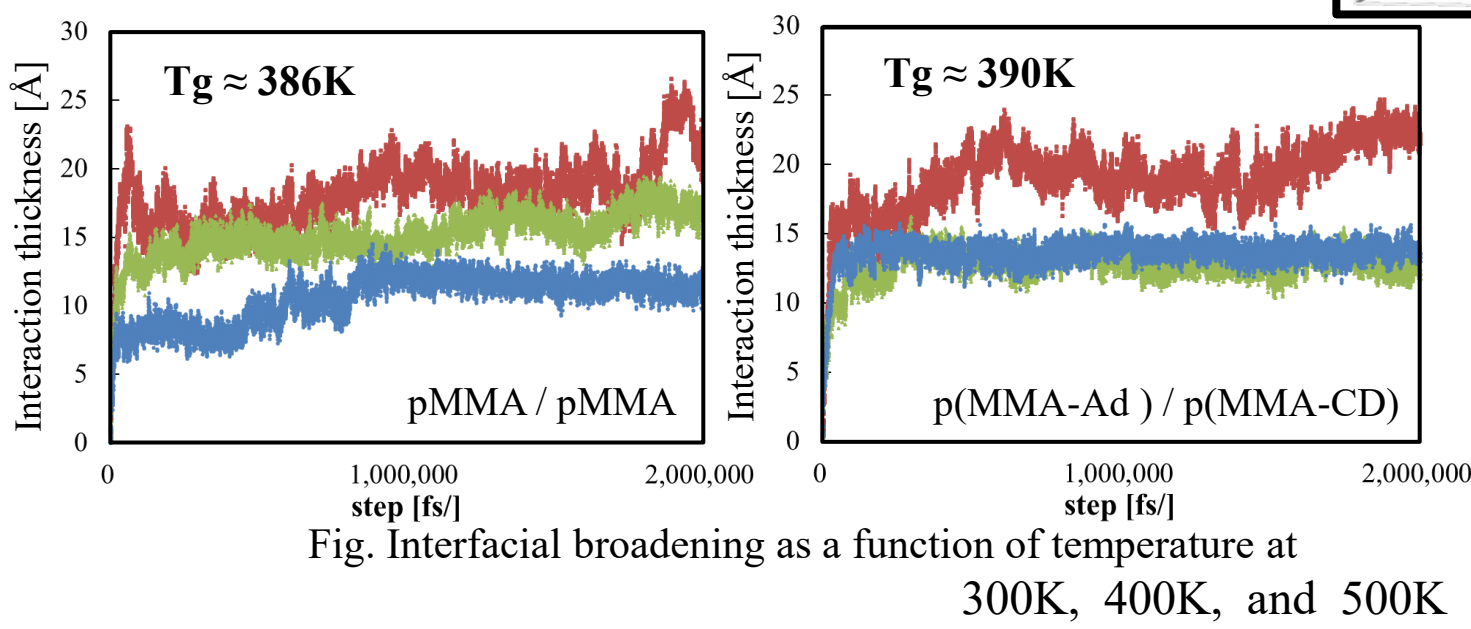 30
25
20
15
10
5
0
Interaction thickness [Å]
Tg ≈ 386K
pMMA / pMMA
0 1,000,000 2,000,000
step [fs/]
30
25
20
15
10
5
0
Interaction thickness [Å]
Tg ≈ 390K
p(MMA-Ad ) / p(MMA-CD)
0 1,000,000 2,000,000
step [fs/]
Fig. Interfacial broadening as a function of temperature at
300K, 400K, and 500K